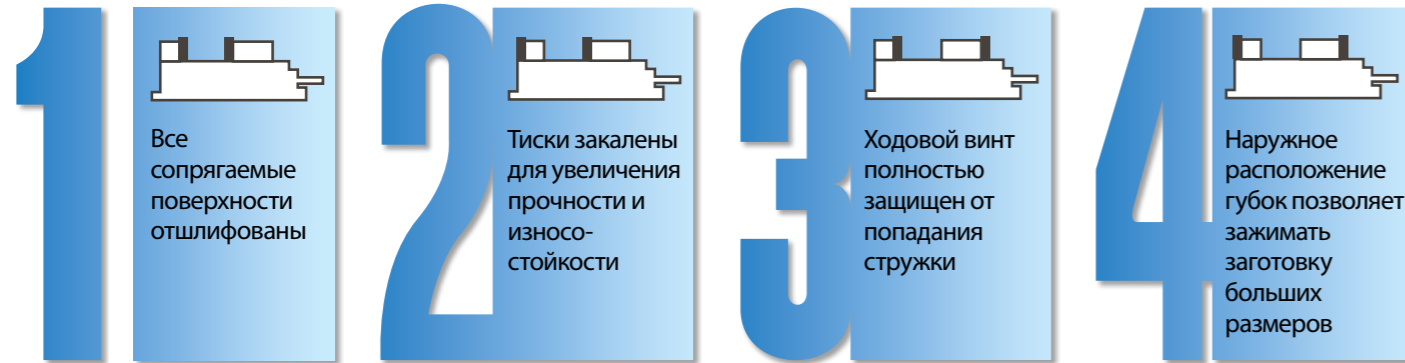 1
Все
сопрягаемые
поверхности
отшлифованы
2
Тиски закалены
для увеличения
прочности и
износо-
стойкости
3
Ходовой винт
полностью
защищен от
попадания
стружки
4
Наружное
расположение
губок позволяет
зажимать
заготовку
больших
размеров